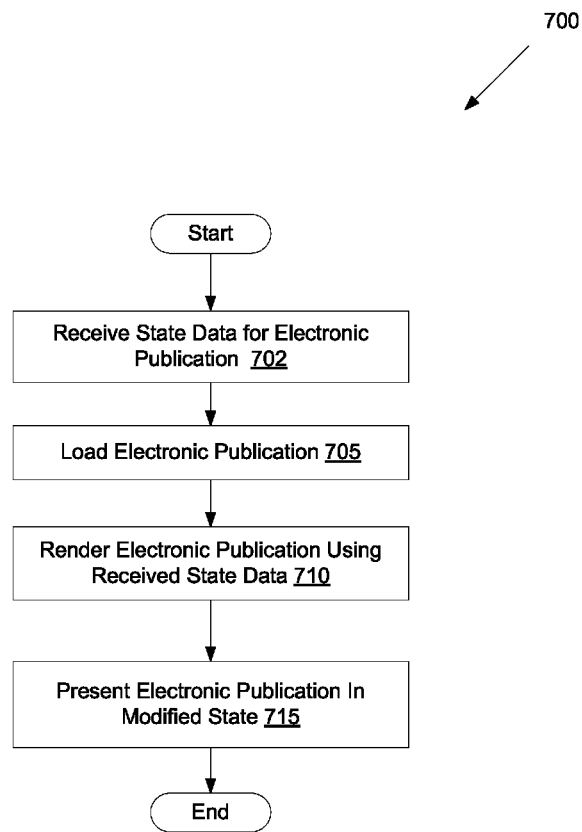 700
Start
Receive State Data for Electronic
Publication 702
Load Electronic Publication 705
Render Electronic Publication Using
Received State Data 710
Present Electronic Publication In
Modified State 715
End